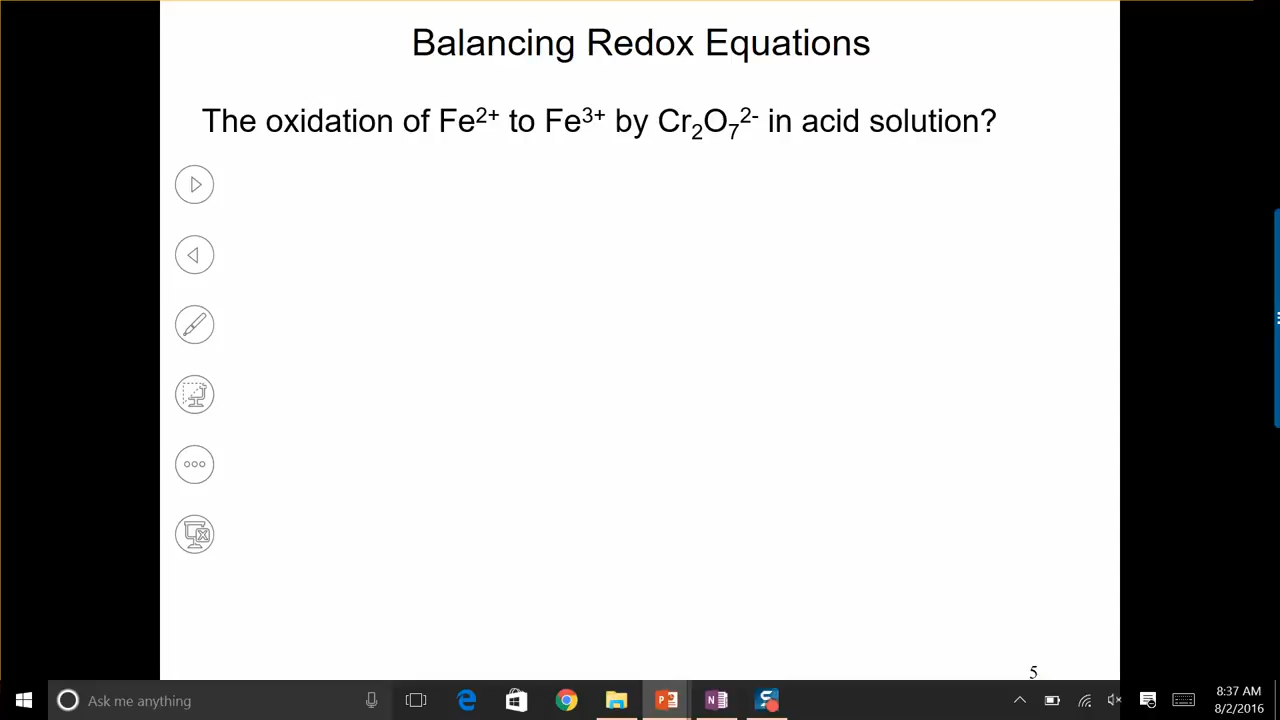 Balancing Redox Equations
The oxidation of Fe²⁺ to Fe³⁺ by Cr₂O₇²⁻ in acid solution?
5
Ask me anything
8:37 AM
8/2/2016